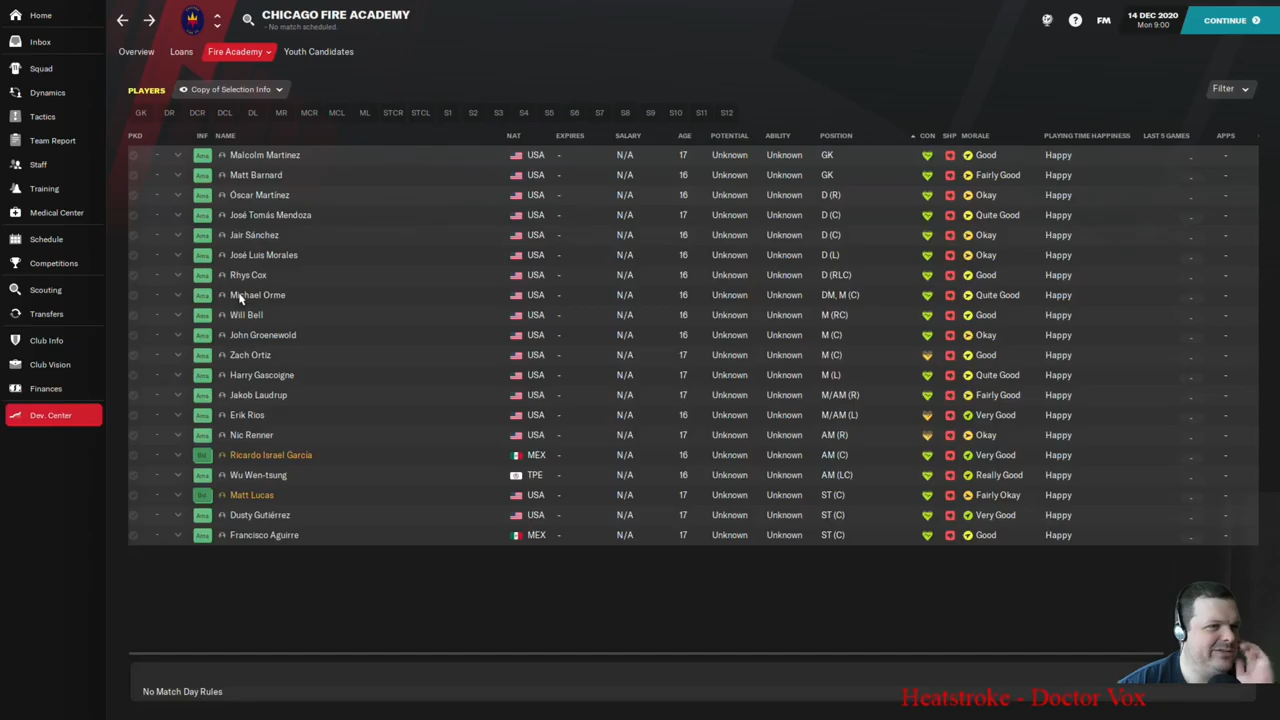 Home
CHICAGO FIRE ACADEMY
- No match scheduled.
FM
14 DEC 2020
Mon 9:00
CONTINUE
Inbox
Overview Loans Fire Academy Youth Candidates
Squad
Dynamics
PLAYERS Copy of Selection Info Filter
Tactics
GK DR DCR DCL DL MR MCR MCL ML STCR STCL S1 S2 S3 S4 S5 S6 S7 S8 S9 S10 S11 S12
Team Report
PKD INF NAME NAT EXPIRES SALARY AGE POTENTIAL ABILITY POSITION CON SHP MORALE PLAYING TIME HAPPINESS LAST 5 GAMES APPS
Staff
- Ama Malcolm Martinez USA - N/A 17 Unknown Unknown GK Good Happy - -
- Ama Matt Barnard USA - N/A 16 Unknown Unknown GK Fairly Good Happy - -
Training
- Ama Óscar Martínez USA - N/A 16 Unknown Unknown D (R) Okay Happy - -
Medical Center
- Ama José Tomás Mendoza USA - N/A 17 Unknown Unknown D (C) Quite Good Happy - -
Schedule
- Ama Jair Sánchez USA - N/A 16 Unknown Unknown D (C) Okay Happy - -
- Ama José Luis Morales USA - N/A 16 Unknown Unknown D (L) Okay Happy - -
Competitions
- Ama Rhys Cox USA - N/A 16 Unknown Unknown D (RLC) Good Happy - -
Scouting
- Ama Michael Orme USA - N/A 16 Unknown Unknown DM, M (C) Quite Good Happy - -
Transfers
- Ama Will Bell USA - N/A 16 Unknown Unknown M (RC) Good Happy - -
Club Info
- Ama John Groenewold USA - N/A 16 Unknown Unknown M (C) Okay Happy - -
- Ama Zach Ortiz USA - N/A 17 Unknown Unknown M (C) Good Happy - -
Club Vision
- Ama Harry Gascoigne USA - N/A 17 Unknown Unknown M (L) Quite Good Happy - -
Finances
- Ama Jakob Laudrup USA - N/A 17 Unknown Unknown M/AM (R) Fairly Good Happy - -
Dev. Center
- Ama Erik Rios USA - N/A 16 Unknown Unknown M/AM (L) Very Good Happy - -
- Ama Nic Renner USA - N/A 17 Unknown Unknown AM (R) Okay Happy - -
- Bid Ricardo Israel García MEX - N/A 16 Unknown Unknown AM (C) Very Good Happy - -
- Ama Wu Wen-tsung TPE - N/A 16 Unknown Unknown AM (LC) Really Good Happy - -
- Bid Matt Lucas USA - N/A 17 Unknown Unknown ST (C) Fairly Okay Happy - -
- Ama Dusty Gutiérrez USA - N/A 17 Unknown Unknown ST (C) Very Good Happy - -
- Ama Francisco Aguirre MEX - N/A 16 Unknown Unknown ST (C) Good Happy - -
No Match Day Rules
Heatstroke - Doctor Vox